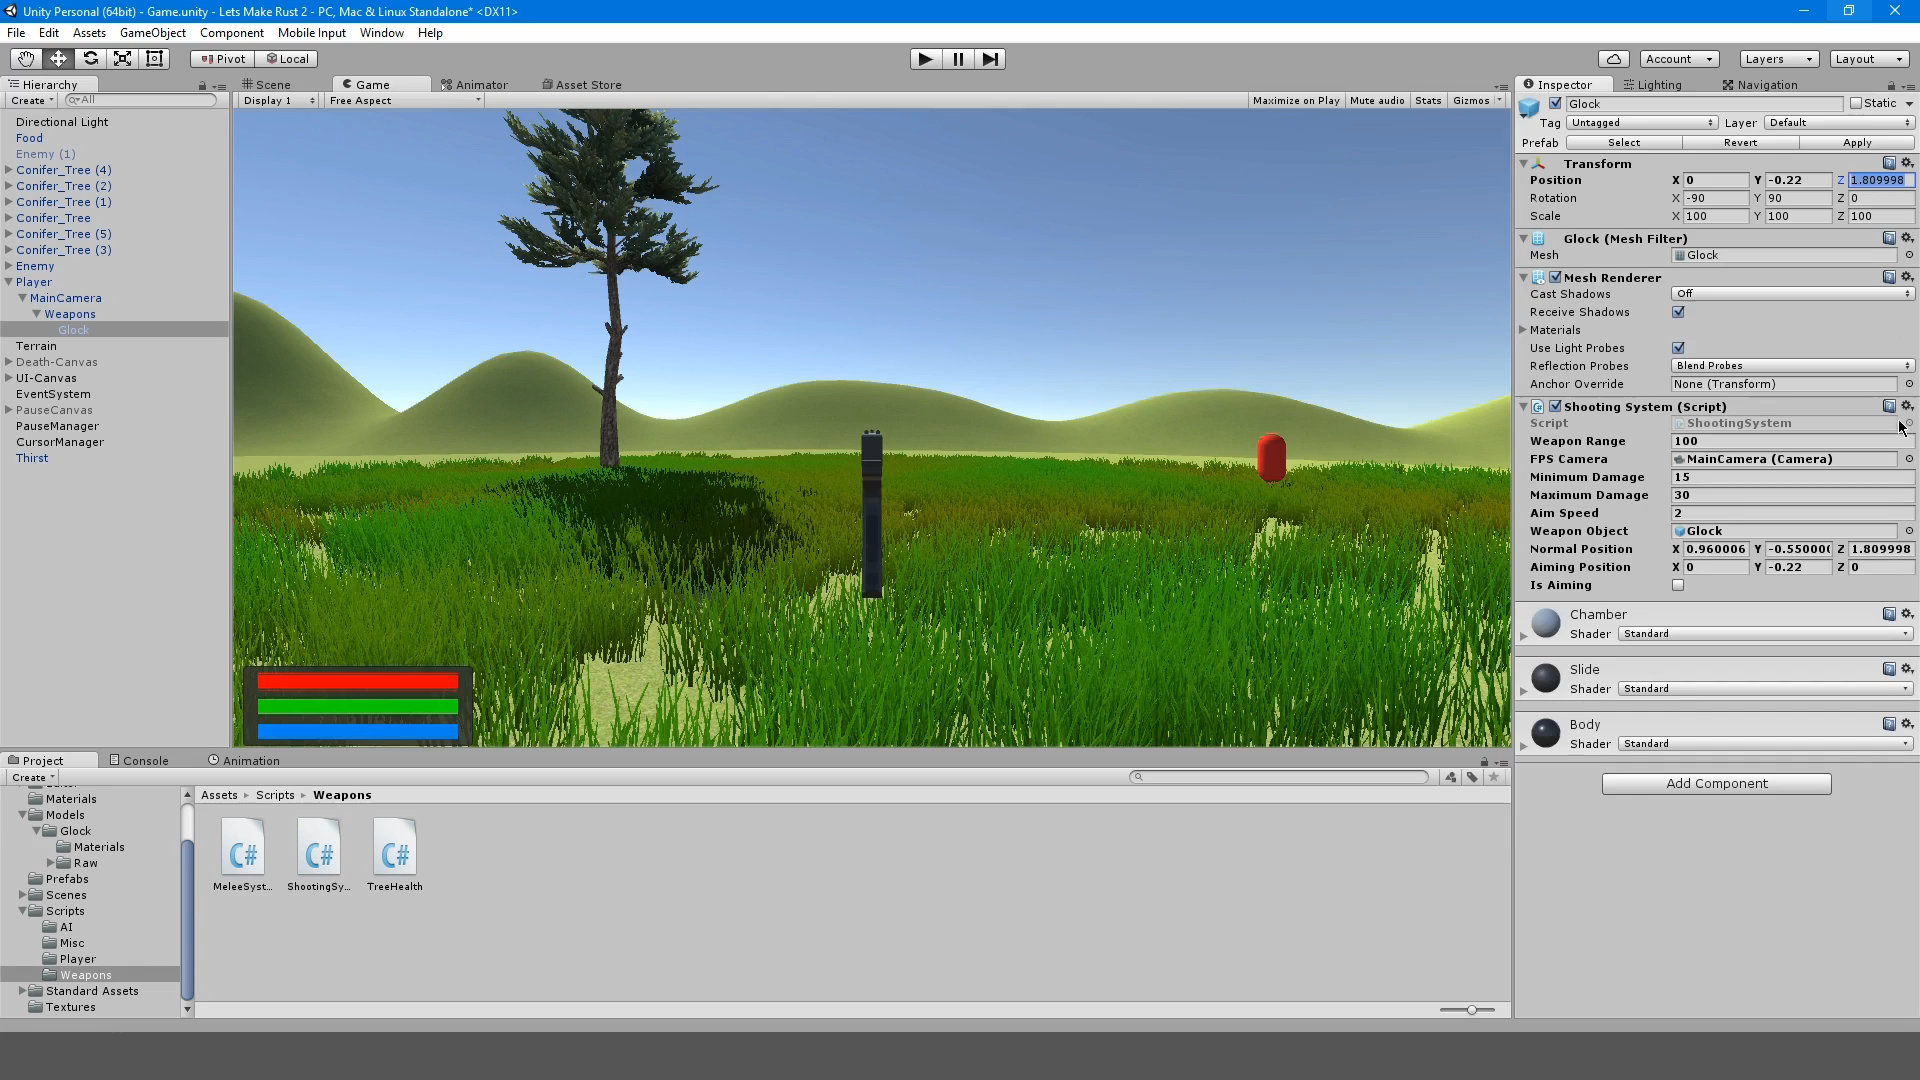 Unity Personal (64bit) - Game.unity - Lets Make Rust 2 - PC, Mac & Linux Standalone* <DX11>
File Edit Assets GameObject Component Mobile Input Window Help
Pivot Local Account Layers Layout
Hierarchy
Create All
Directional Light
Food
Enemy (1)
Conifer_Tree (4)
Conifer_Tree (2)
Conifer_Tree (1)
Conifer_Tree
Conifer_Tree (5)
Conifer_Tree (3)
Enemy
Player
MainCamera
Weapons
Glock
Terrain
Death-Canvas
UI-Canvas
EventSystem
PauseCanvas
PauseManager
CursorManager
Thirst
Scene Game Animator Asset Store
Display 1 Free Aspect Maximize on Play Mute audio Stats Gizmos
Inspector Lighting Navigation
Glock Static
Tag Untagged Layer Default
Prefab Select Revert Apply
Transform
Position X 0 Y -0.22 Z 1.809998
Rotation X -90 Y 90 Z 0
Scale X 100 Y 100 Z 100
Glock (Mesh Filter)
Mesh Glock
Mesh Renderer
Cast Shadows Off
Receive Shadows
Materials
Use Light Probes
Reflection Probes Blend Probes
Anchor Override None (Transform)
Shooting System (Script)
Script ShootingSystem
Weapon Range 100
FPS Camera MainCamera (Camera)
Minimum Damage 15
Maximum Damage 30
Aim Speed 2
Weapon Object Glock
Normal Position X 0.960006 Y -0.55000( Z 1.809998
Aiming Position X 0 Y -0.22 Z 0
Is Aiming
Chamber
Shader Standard
Slide
Shader Standard
Body
Shader Standard
Add Component
Project Console Animation
Create
Materials
Models
Glock
Materials
Raw
Prefabs
Scenes
Scripts
AI
Misc
Player
Weapons
Standard Assets
Textures
Assets Scripts Weapons
C# C# C#
MeleeSyst... ShootingSy... TreeHealth